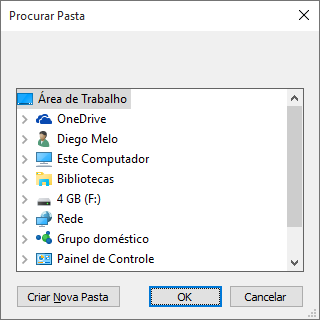 Procurar Pasta
Área de Trabalho
OneDrive
Diego Melo
Este Computador
Bibliotecas
4 GB (F:)
Rede
Grupo doméstico
Painel de Controle
Criar Nova Pasta
OK
Cancelar